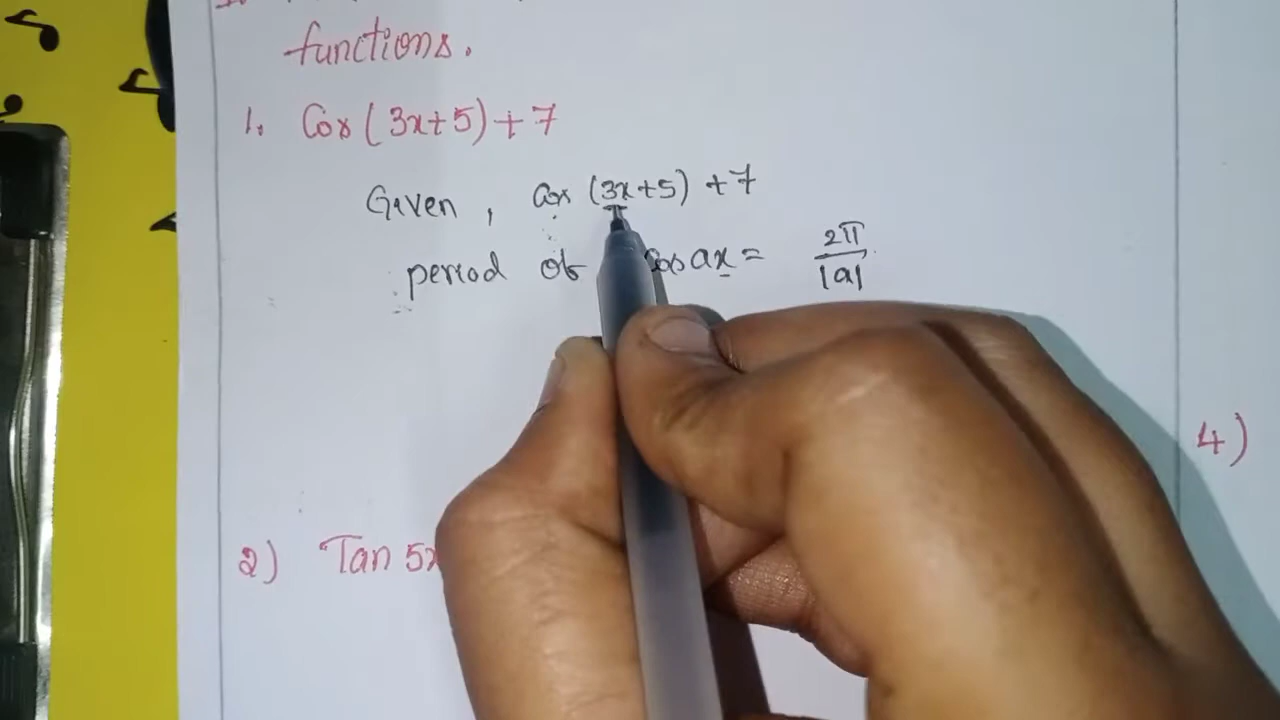 functions.
1. Cos(3x+5)+7
Given, Cos (3x+5) +7
period of Cos ax = 2π/|a|
2) Tan 5x
4)